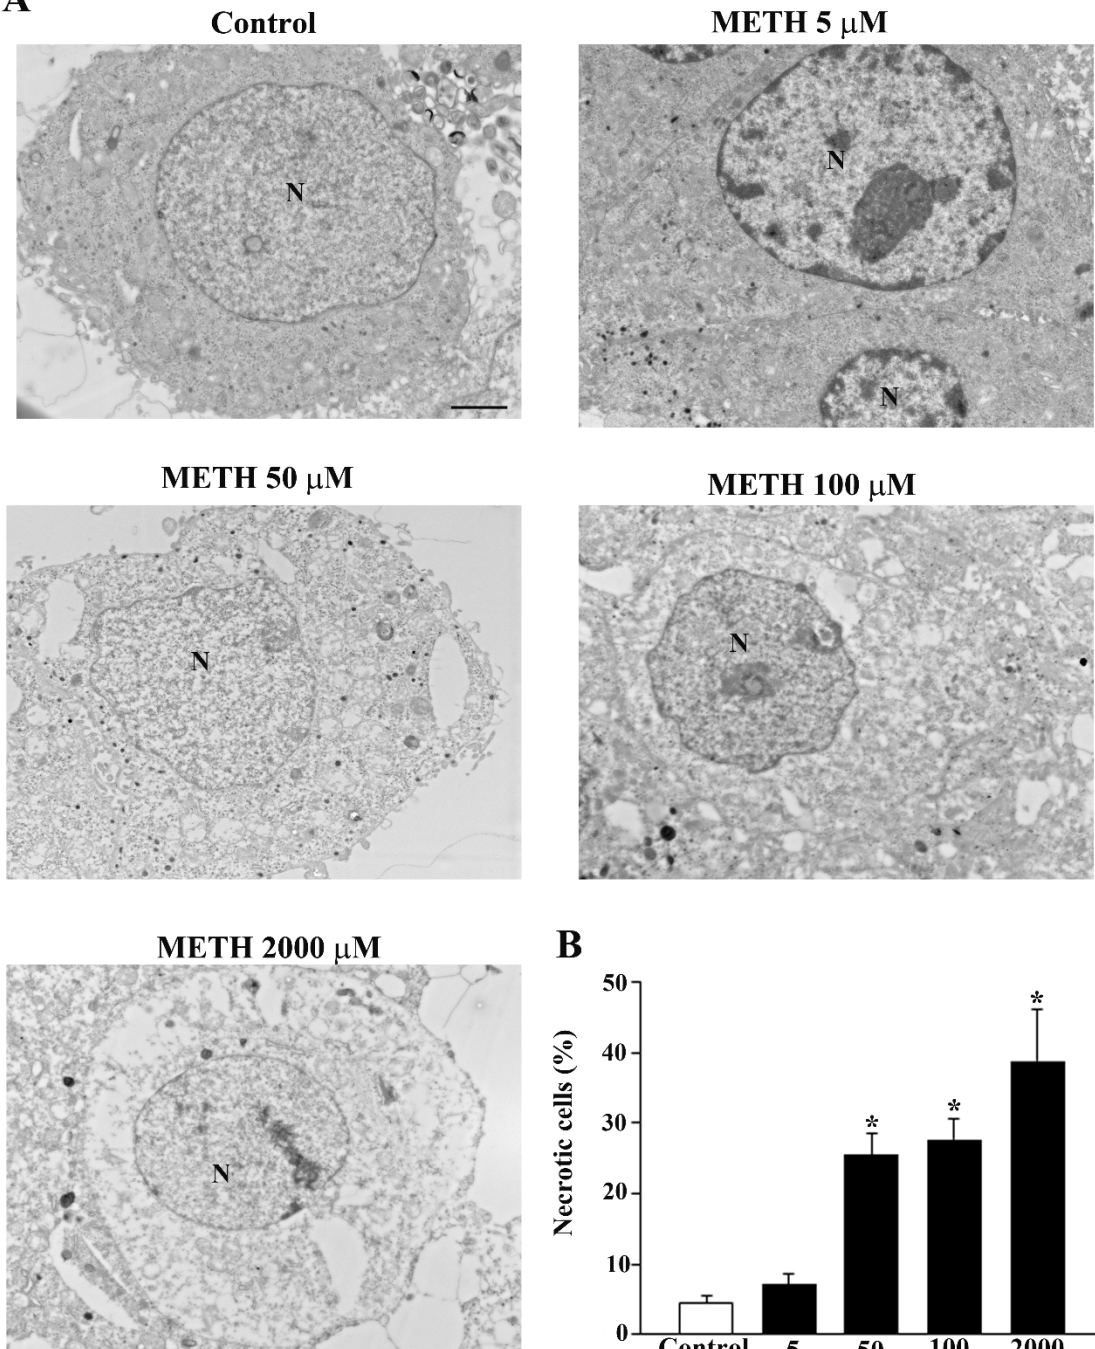 A
Control
METH 5 μM
N
N
N
METH 50 μM
METH 100 μM
N
N
METH 2000 μM
N
B
Necrotic cells (%)
50
40
30
20
10
0
*
*
*
Control 5 50 100 2000